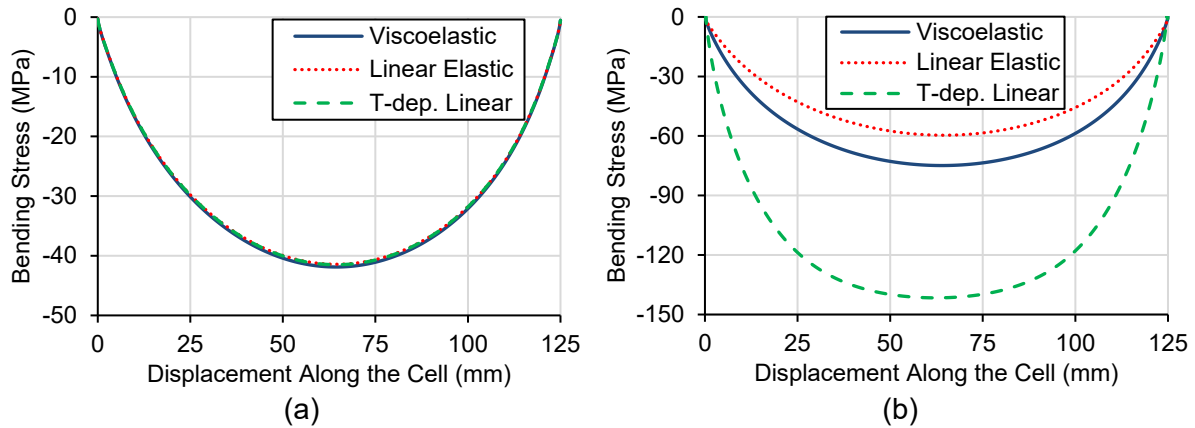 0
-10
-20
-30
-40
-50
Bending Stress (MPa)
Viscoelastic
Linear Elastic
T-dep. Linear
0 25 50 75 100 125
Displacement Along the Cell (mm)
(a)
0
-30
-60
-90
-120
-150
Bending Stress (MPa)
Viscoelastic
Linear Elastic
T-dep. Linear
0 25 50 75 100 125
Displacement Along the Cell (mm)
(b)